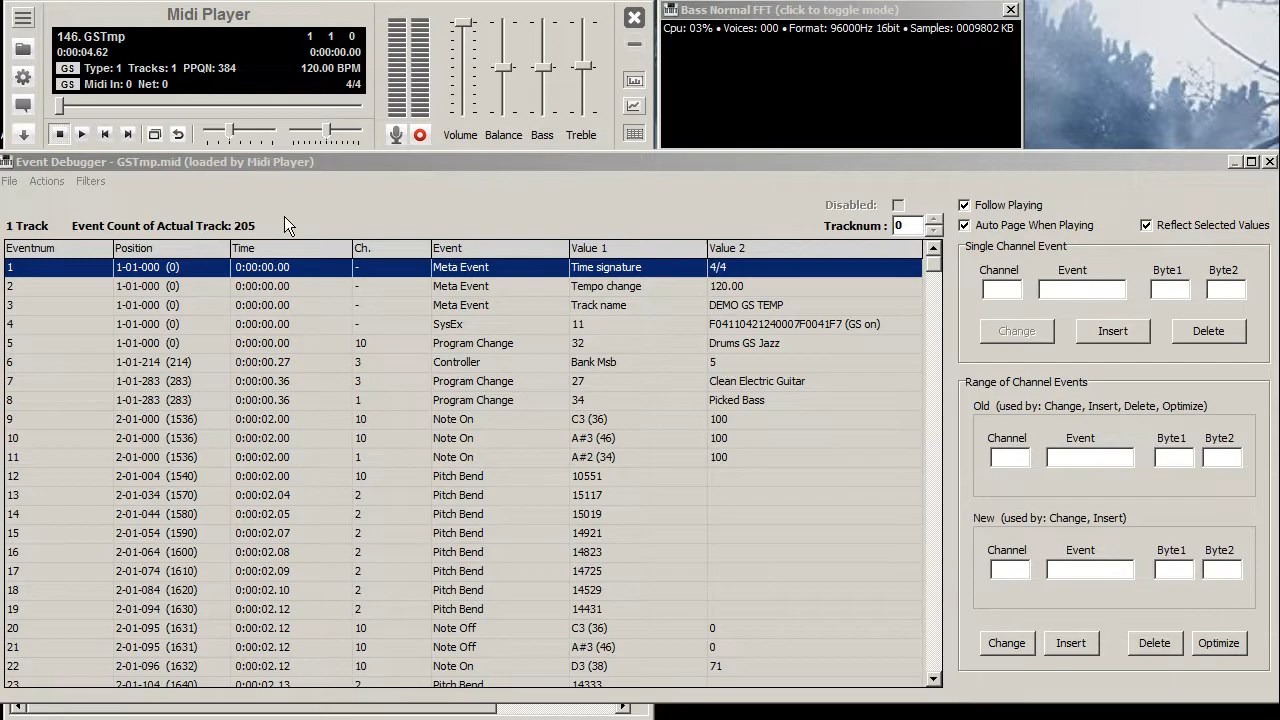 Midi Player
146. GSTmp 1 1 0
0:00:04.62 0:00:00.00
GS Type: 1 Tracks: 1 PPQN: 384 120.00 BPM
GS Midi In: 0 Net: 0 4/4
Volume Balance Bass Treble
Bass Normal FFT (click to toggle mode)
Cpu: 03% • Voices: 000 • Format: 96000Hz 16bit • Samples: 0009802 KB
Event Debugger - GSTmp.mid (loaded by Midi Player)
File Actions Filters
Disabled:
1 Track Event Count of Actual Track: 205
Tracknum : 0
Eventnum Position Time Ch. Event Value 1 Value 2
1 1-01-000 (0) 0:00:00.00 - Meta Event Time signature 4/4
2 1-01-000 (0) 0:00:00.00 - Meta Event Tempo change 120.00
3 1-01-000 (0) 0:00:00.00 - Meta Event Track name DEMO GS TEMP
4 1-01-000 (0) 0:00:00.00 - SysEx 11 F04110421240007F0041F7 (GS on)
5 1-01-000 (0) 0:00:00.00 10 Program Change 32 Drums GS Jazz
6 1-01-214 (214) 0:00:00.27 3 Controller Bank Msb 5
7 1-01-283 (283) 0:00:00.36 3 Program Change 27 Clean Electric Guitar
8 1-01-283 (283) 0:00:00.36 1 Program Change 34 Picked Bass
9 2-01-000 (1536) 0:00:02.00 10 Note On C3 (36) 100
10 2-01-000 (1536) 0:00:02.00 10 Note On A#3 (46) 100
11 2-01-000 (1536) 0:00:02.00 1 Note On A#2 (34) 100
12 2-01-004 (1540) 0:00:02.00 10 Pitch Bend 10551
13 2-01-034 (1570) 0:00:02.04 2 Pitch Bend 15117
14 2-01-044 (1580) 0:00:02.05 2 Pitch Bend 15019
15 2-01-054 (1590) 0:00:02.07 2 Pitch Bend 14921
16 2-01-064 (1600) 0:00:02.08 2 Pitch Bend 14823
17 2-01-074 (1610) 0:00:02.09 2 Pitch Bend 14725
18 2-01-084 (1620) 0:00:02.10 2 Pitch Bend 14529
19 2-01-094 (1630) 0:00:02.12 2 Pitch Bend 14431
20 2-01-095 (1631) 0:00:02.12 10 Note Off C3 (36) 0
21 2-01-095 (1631) 0:00:02.12 10 Note Off A#3 (46) 0
22 2-01-096 (1632) 0:00:02.12 10 Note On D3 (38) 71
23 2-01-104 (1640) 0:00:02.13 2 Pitch Bend 14333
Follow Playing
Auto Page When Playing Reflect Selected Values
Single Channel Event
Channel Event Byte1 Byte2
Change Insert Delete
Range of Channel Events
Old (used by: Change, Insert, Delete, Optimize)
Channel Event Byte1 Byte2
New (used by: Change, Insert)
Channel Event Byte1 Byte2
Change Insert Delete Optimize